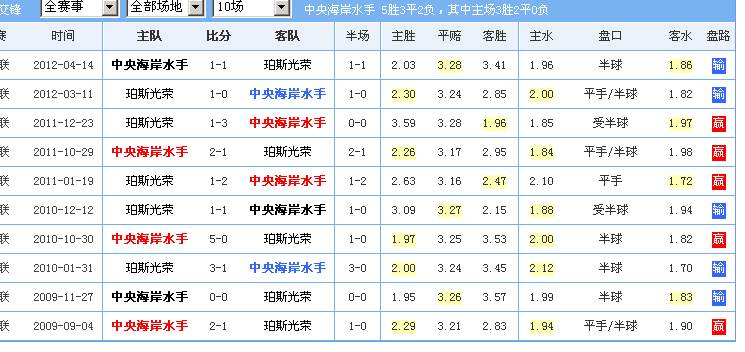 交锋 全赛事 全部场地 10场 中央海岸水手 5胜3平2负，其中主场3胜2平0负
赛 时间 主队 比分 客队 半场 主胜 平赔 客胜 主水 盘口 客水 盘路
联 2012-04-14 中央海岸水手 1-1 珀斯光荣 1-1 2.03 3.28 3.41 1.96 半球 1.86 输
联 2012-03-11 珀斯光荣 1-0 中央海岸水手 1-0 2.30 3.24 2.85 2.00 平手/半球 1.82 输
联 2011-12-23 珀斯光荣 1-3 中央海岸水手 0-0 3.59 3.28 1.96 1.85 受半球 1.97 赢
联 2011-10-29 中央海岸水手 2-1 珀斯光荣 2-1 2.26 3.17 2.95 1.84 平手/半球 1.98 赢
联 2011-01-19 珀斯光荣 1-2 中央海岸水手 1-2 2.63 3.16 2.47 2.10 平手 1.72 赢
联 2010-12-12 珀斯光荣 1-1 中央海岸水手 1-0 3.09 3.27 2.15 1.88 受半球 1.94 输
联 2010-10-30 中央海岸水手 5-0 珀斯光荣 1-0 1.97 3.25 3.53 2.00 半球 1.82 赢
联 2010-01-31 珀斯光荣 3-1 中央海岸水手 3-0 2.00 3.24 3.45 2.12 半球 1.70 输
联 2009-11-27 中央海岸水手 0-0 珀斯光荣 0-0 1.95 3.26 3.57 1.99 半球 1.83 输
联 2009-09-04 中央海岸水手 2-1 珀斯光荣 1-0 2.29 3.21 2.83 1.94 平手/半球 1.90 赢